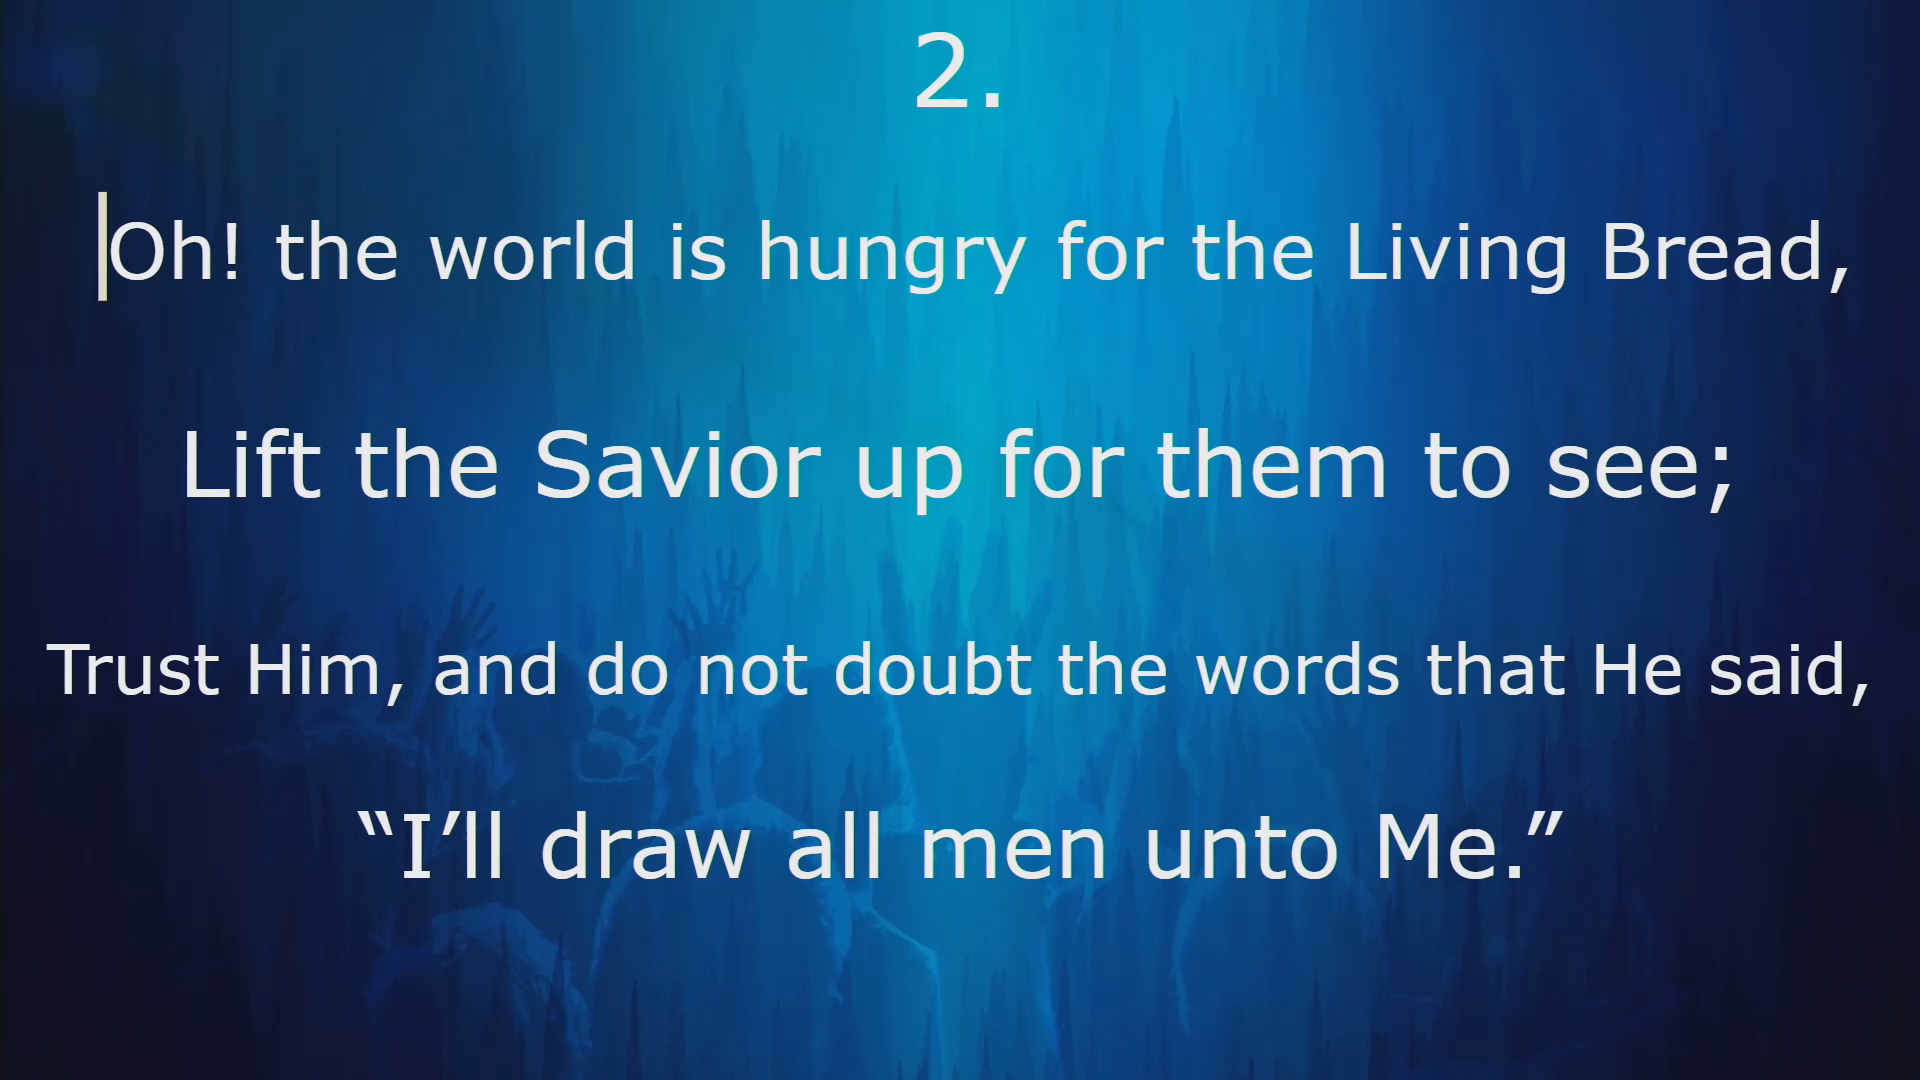 2.
Oh! the world is hungry for the Living Bread,
Lift the Savior up for them to see;
Trust Him, and do not doubt the words that He said,
“I’ll draw all men unto Me.”